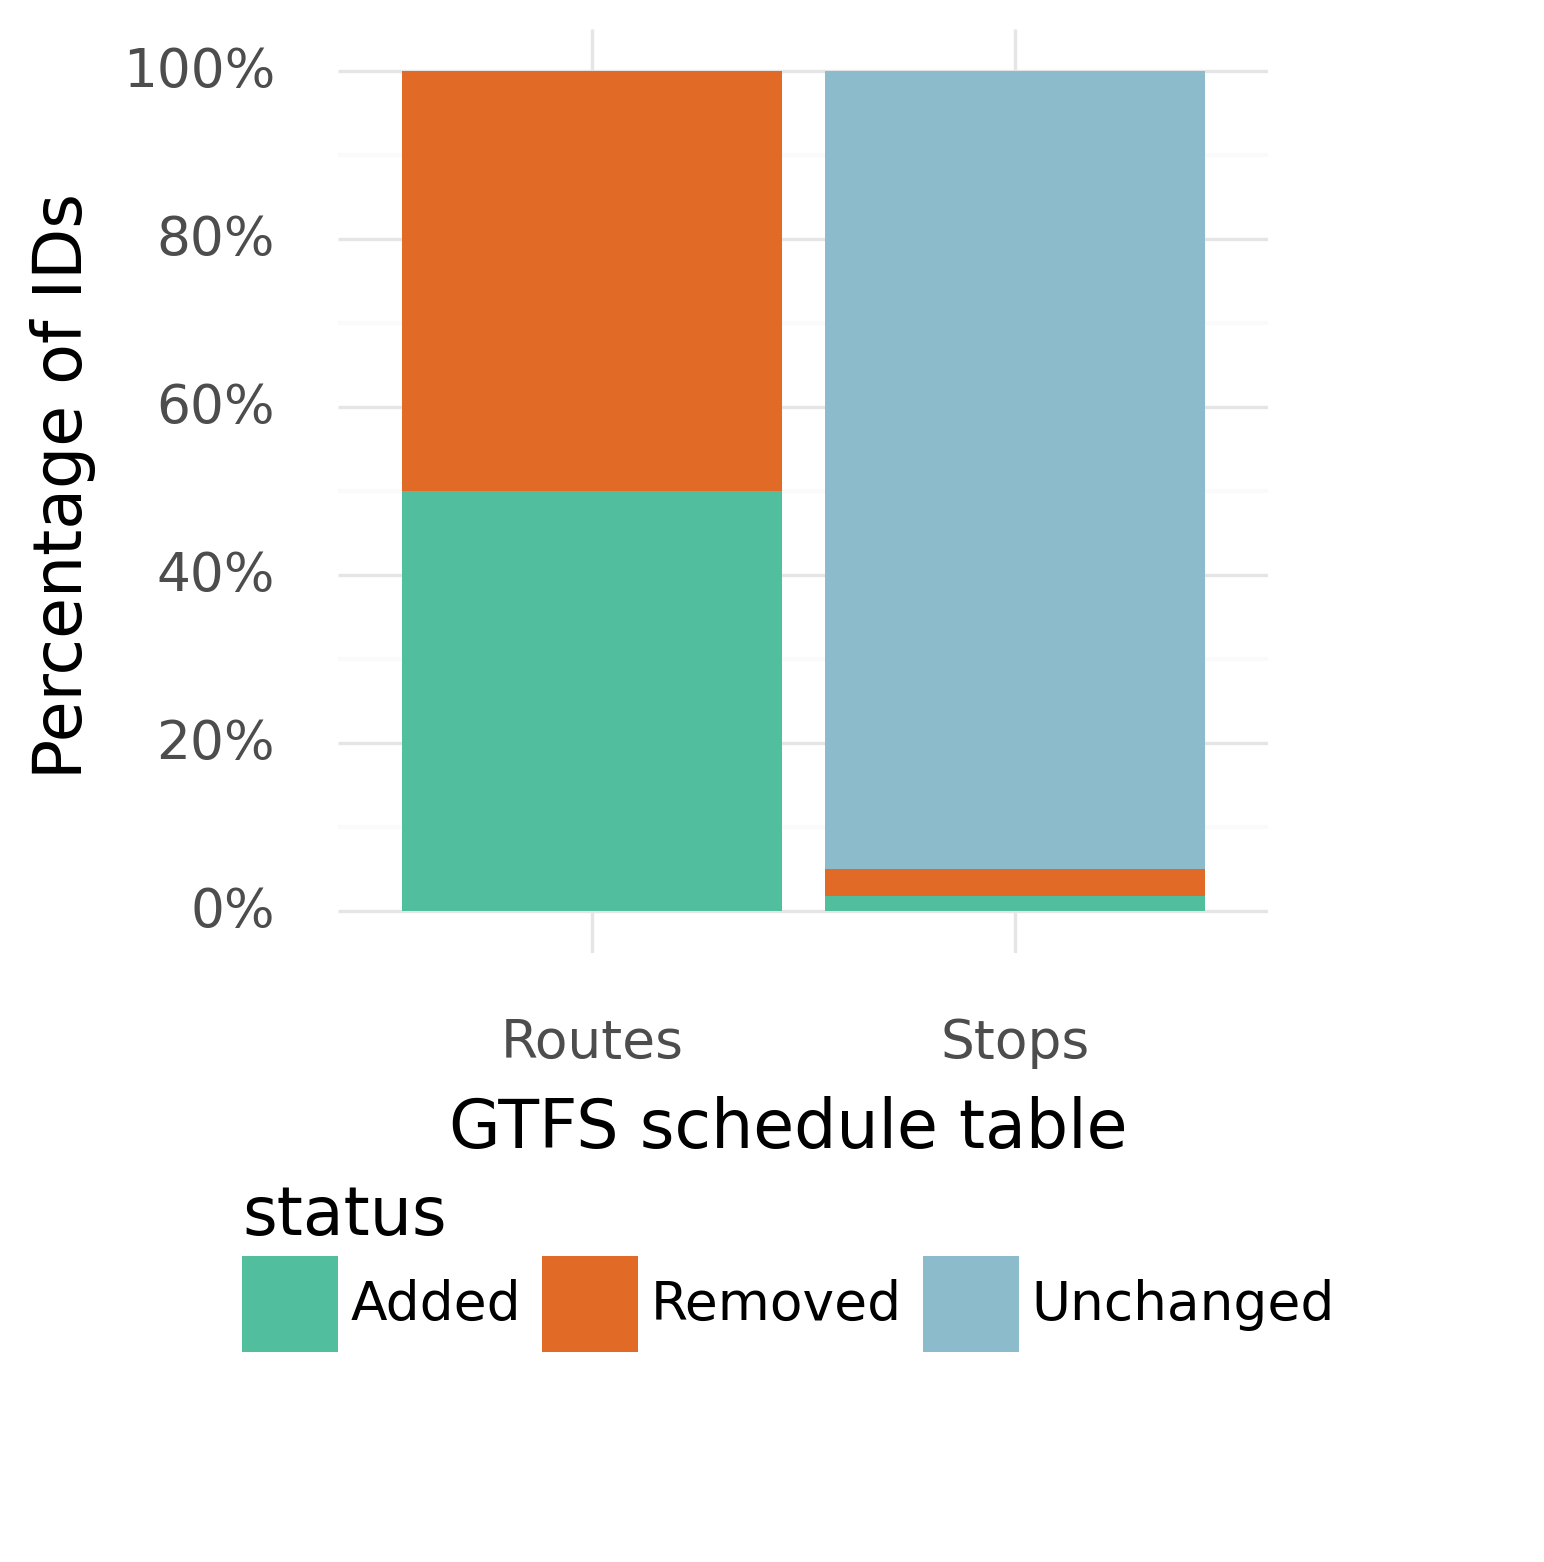 Percentage of IDs
100%
80%
60%
40%
20%
0%
Routes Stops
GTFS schedule table
status
Added Removed Unchanged